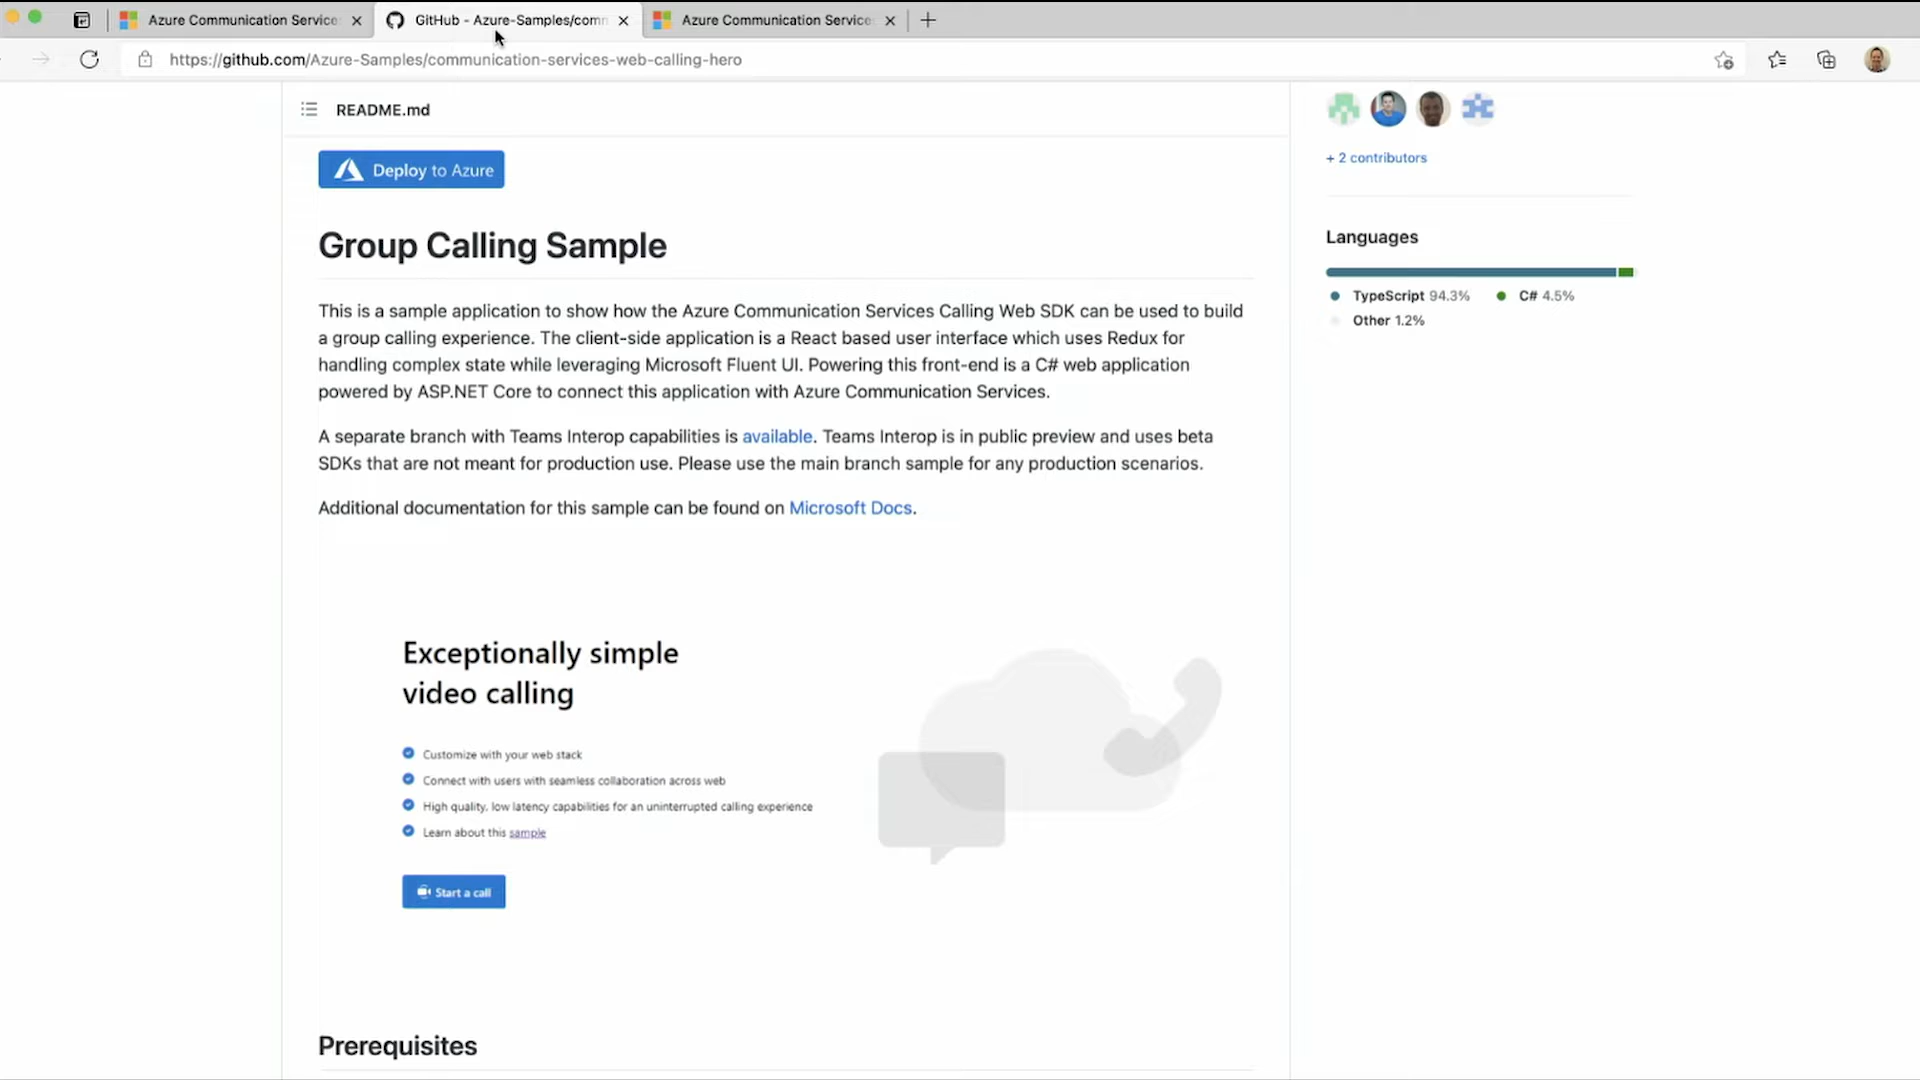 Azure Communication Service
GitHub - Azure-Samples/comm
Azure Communication Service
https://github.com/Azure-Samples/communication-services-web-calling-hero
README.md
Deploy to Azure
Group Calling Sample
This is a sample application to show how the Azure Communication Services Calling Web SDK can be used to build
a group calling experience. The client-side application is a React based user interface which uses Redux for
handling complex state while leveraging Microsoft Fluent UI. Powering this front-end is a C# web application
powered by ASP.NET Core to connect this application with Azure Communication Services.
A separate branch with Teams Interop capabilities is available. Teams Interop is in public preview and uses beta
SDKs that are not meant for production use. Please use the main branch sample for any production scenarios.
Additional documentation for this sample can be found on Microsoft Docs.
Exceptionally simple
video calling
Customize with your web stack
Connect with users with seamless collaboration across web
High quality, low latency capabilities for an uninterrupted calling experience
Learn about this sample
Start a call
Prerequisites
+ 2 contributors
Languages
TypeScript 94.3%
C# 4.5%
Other 1.2%